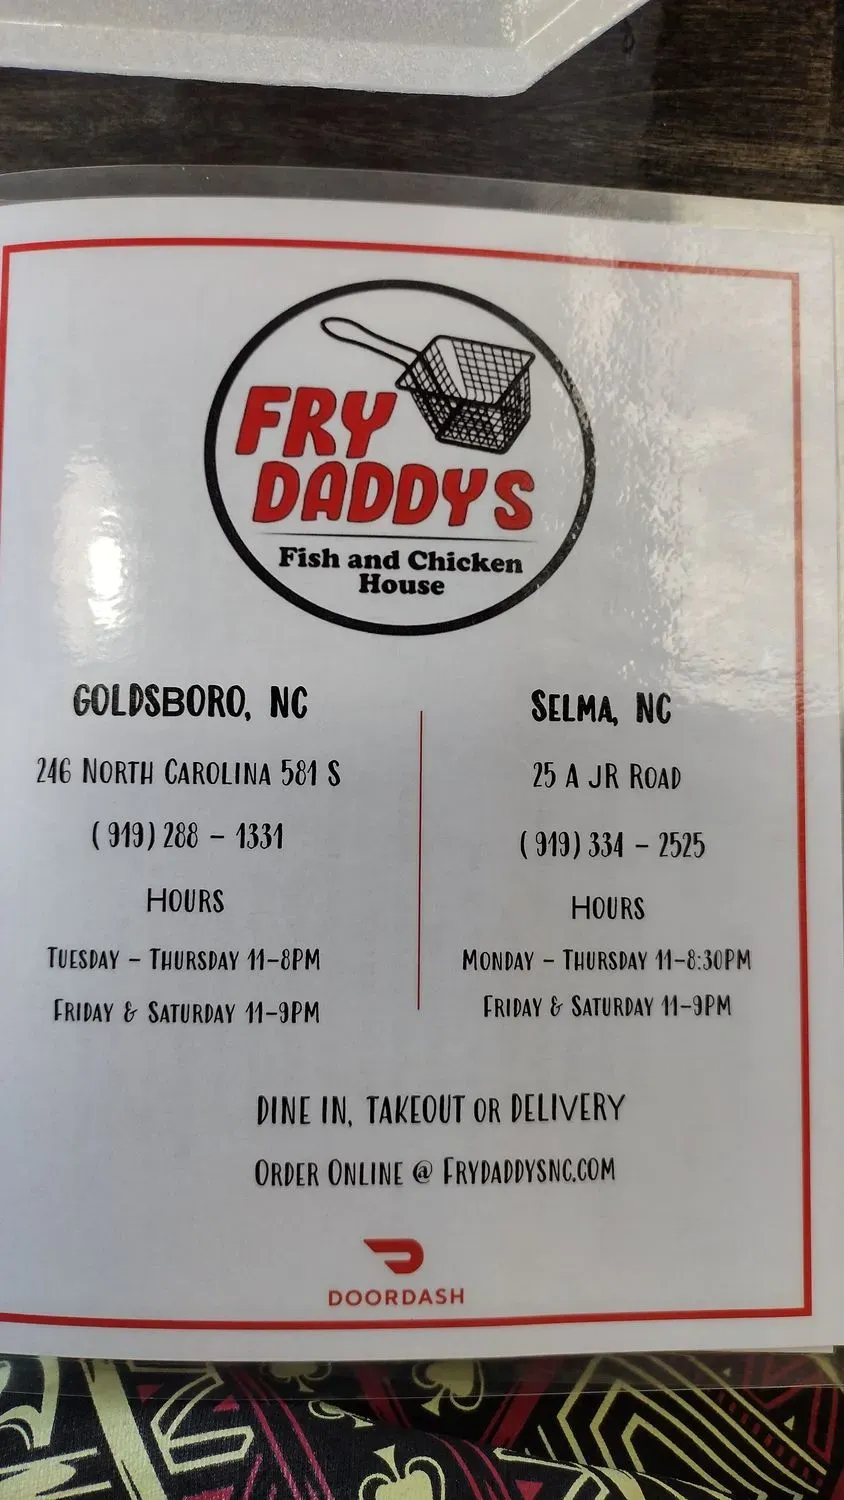 FRY
DADDYS
Fish and Chicken
House
GOLDSBORO, NC
246 NORTH CAROLINA 581 S
(919) 288 – 1331
HOURS
TUESDAY – THURSDAY 11–8PM
FRIDAY & SATURDAY 11–9PM
SELMA, NC
25 A JR ROAD
(919) 334 – 2525
HOURS
MONDAY – THURSDAY 11–8:30PM
FRIDAY & SATURDAY 11–9PM
DINE IN, TAKEOUT OR DELIVERY
ORDER ONLINE @ FRYDADDYSNC.COM
DOORDASH